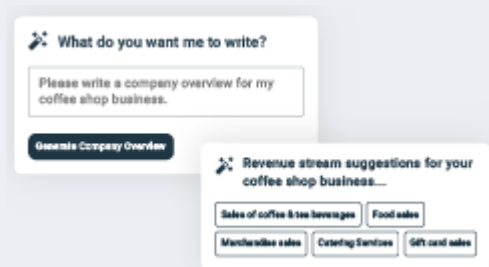 What do you want me to write?
Please write a company overview for my
coffee shop business.
Generate Company Overview
Revenue stream suggestions for your
coffee shop business...
Sales of coffee & tea beverages
Food sales
Merchandise sales
Catering Services
Gift card sales